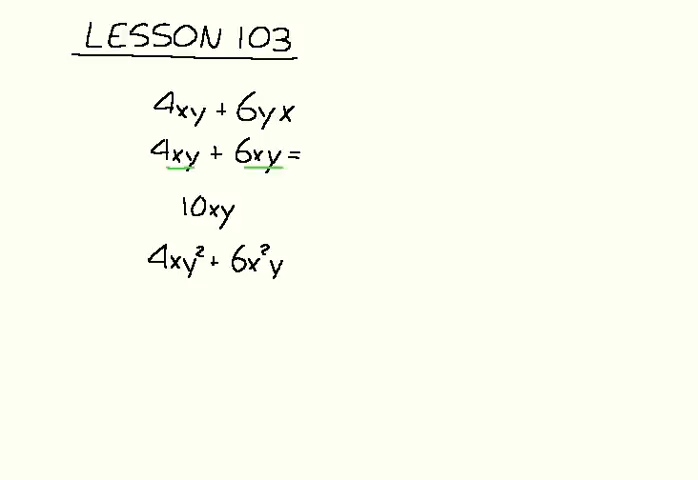 LESSON 103
4xy + 6yx
4xy + 6xy =
10xy
4xy² + 6x²y